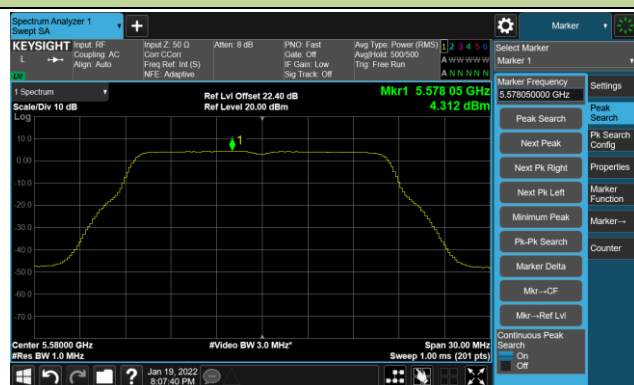 Spectrum Analyzer 1
Swept SA
+
Marker
KEYSIGHT
L
LXI
Input: RF
Coupling: AC
Align: Auto
Input Z: 50 Ω
Corr CCorr
Freq Ref: Int (S)
NFE: Adaptive
Atten: 8 dB
PNO: Fast
Gate: Off
IF Gain: Low
Sig Track: Off
Avg Type: Power (RMS)
Avg|Hold: 500/500
Trig: Free Run
1 2 3 4 5 6
A W W W W W
A N N N N N
Select Marker
Marker 1
1 Spectrum
Scale/Div 10 dB
Log
Ref Lvl Offset 22.40 dB
Ref Level 20.00 dBm
Mkr1 5.578 05 GHz
4.312 dBm
1
10.0
0.00
-10.0
-20.0
-30.0
-40.0
-50.0
-60.0
-70.0
Center 5.58000 GHz
#Res BW 1.0 MHz
#Video BW 3.0 MHz*
Span 30.00 MHz
Sweep 1.00 ms (201 pts)
Marker Frequency
5.578050000 GHz
Peak Search
Next Peak
Next Pk Right
Next Pk Left
Minimum Peak
Pk-Pk Search
Marker Delta
Mkr→CF
Mkr→Ref Lvl
Continuous Peak
Search
On
Off
Settings
Peak
Search
Pk Search
Config
Properties
Marker
Function
Marker→
Counter
?
Jan 19, 2022
8:07:40 PM